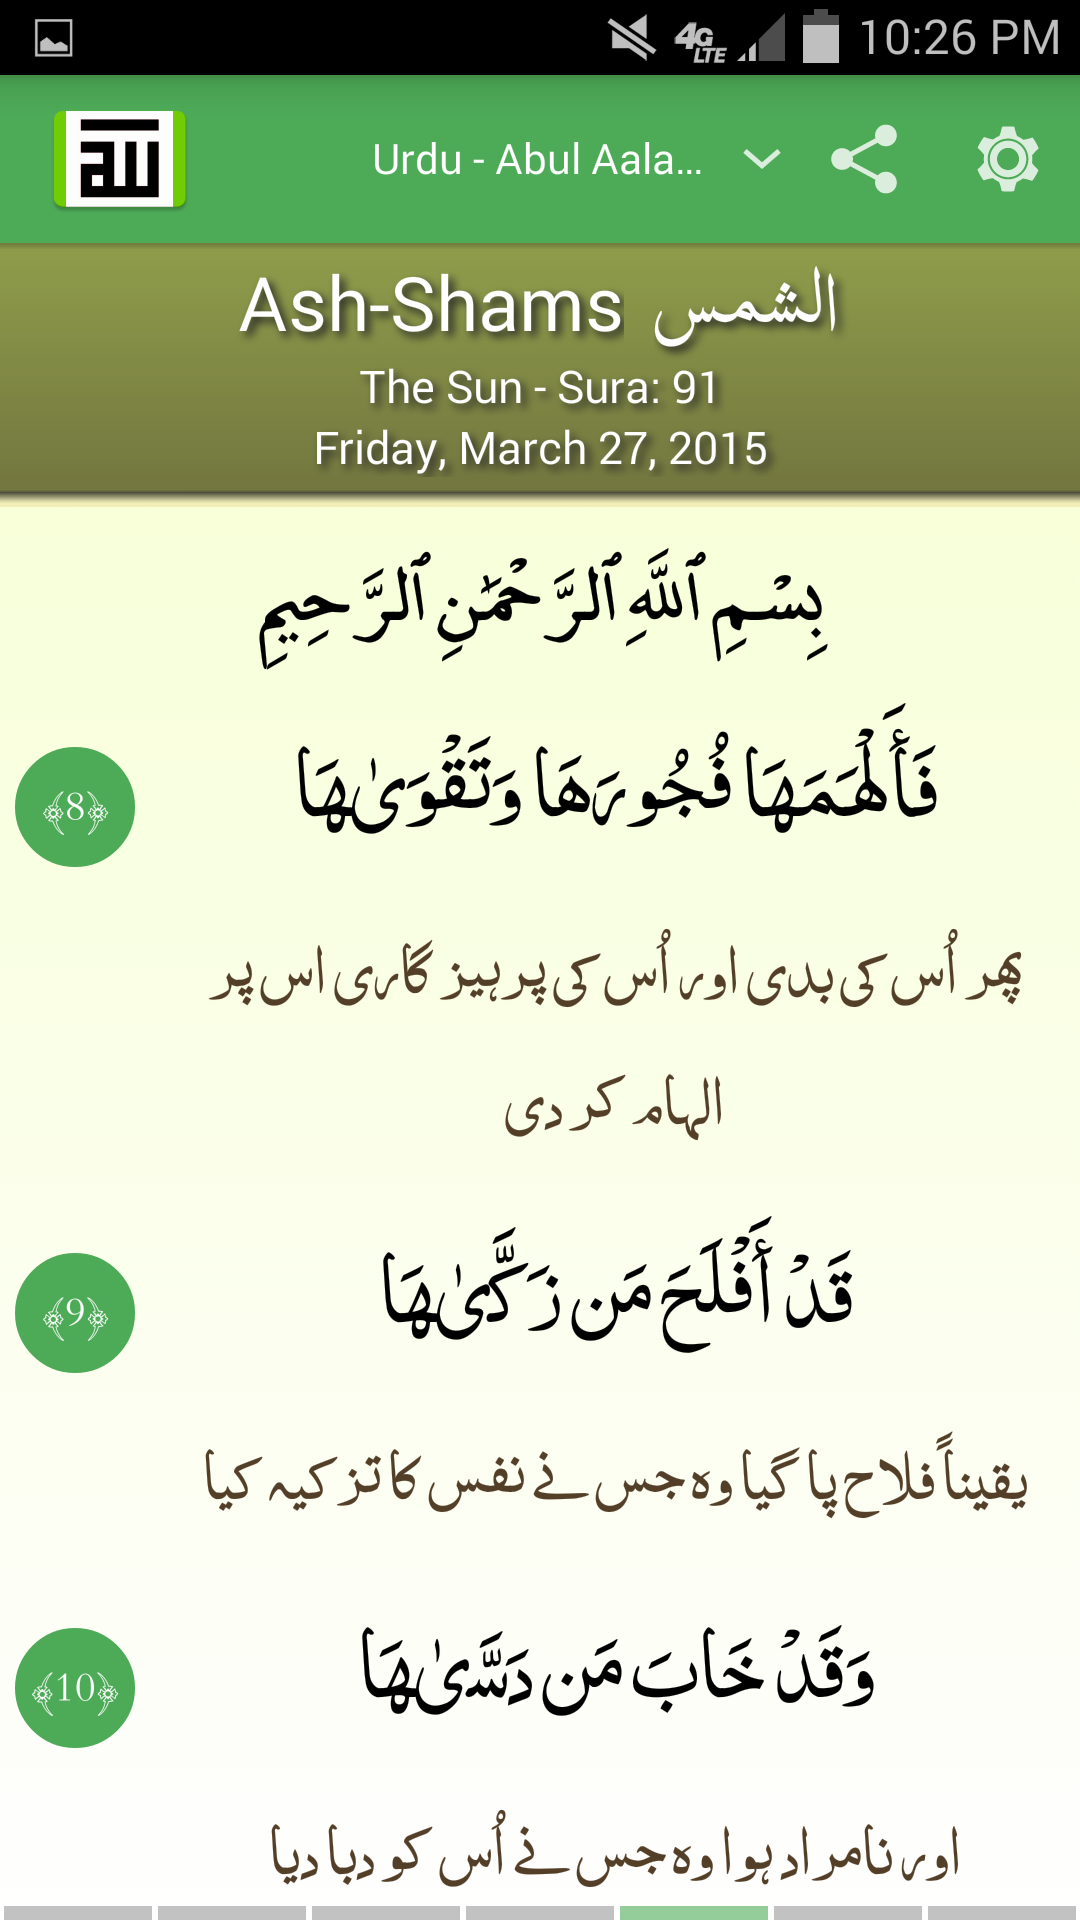 10:26 PM
4G LTE
Urdu - Abul Aala...
Ash-Shams الشمس
The Sun - Sura: 91
Friday, March 27, 2015
بِسْمِ ٱللَّهِ ٱلرَّحْمَٰنِ ٱلرَّحِيمِ
﴾8﴿
فَأَلْهَمَهَا فُجُورَهَا وَتَقْوَىٰهَا
پھر اُس کی بدی اور اُس کی پرہیز گاری اس پر
الہام کر دی
﴾9﴿
قَدْ أَفْلَحَ مَن زَكَّىٰهَا
یقیناً فلاح پا گیا وہ جس نے نفس کا تزکیہ کیا
﴾10﴿
وَقَدْ خَابَ مَن دَسَّىٰهَا
اور نامراد ہوا وہ جس نے اُس کو دبا دیا